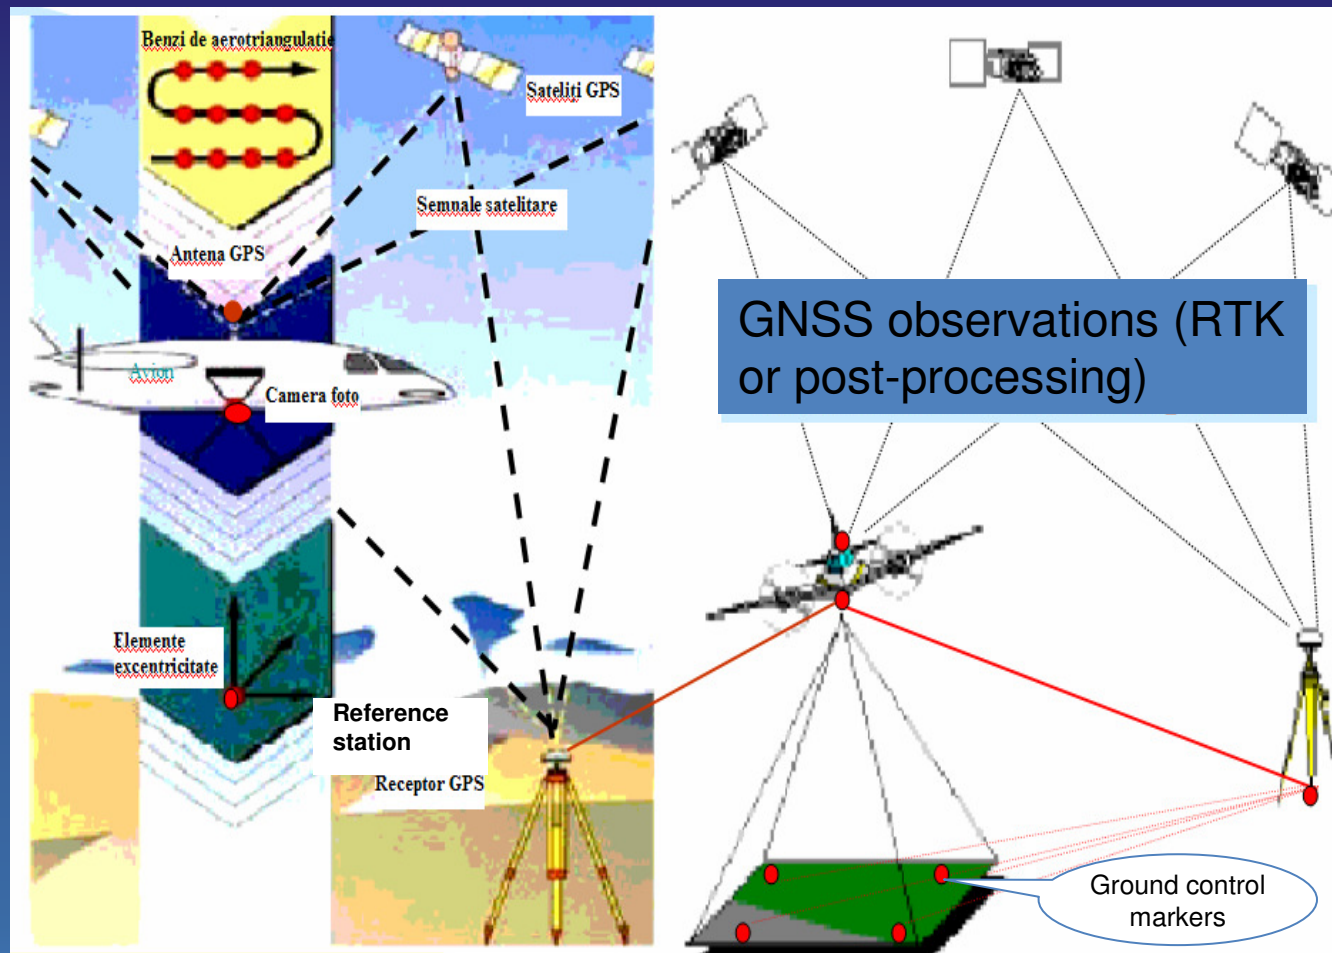 Benzi de aerotriangulatie
Sateliți GPS
Semnale satelitare
Antena GPS
Avion
Camera foto
Elemente
excentricitate
Reference
station
Receptor GPS
GNSS observations (RTK
or post-processing)
Ground control
markers